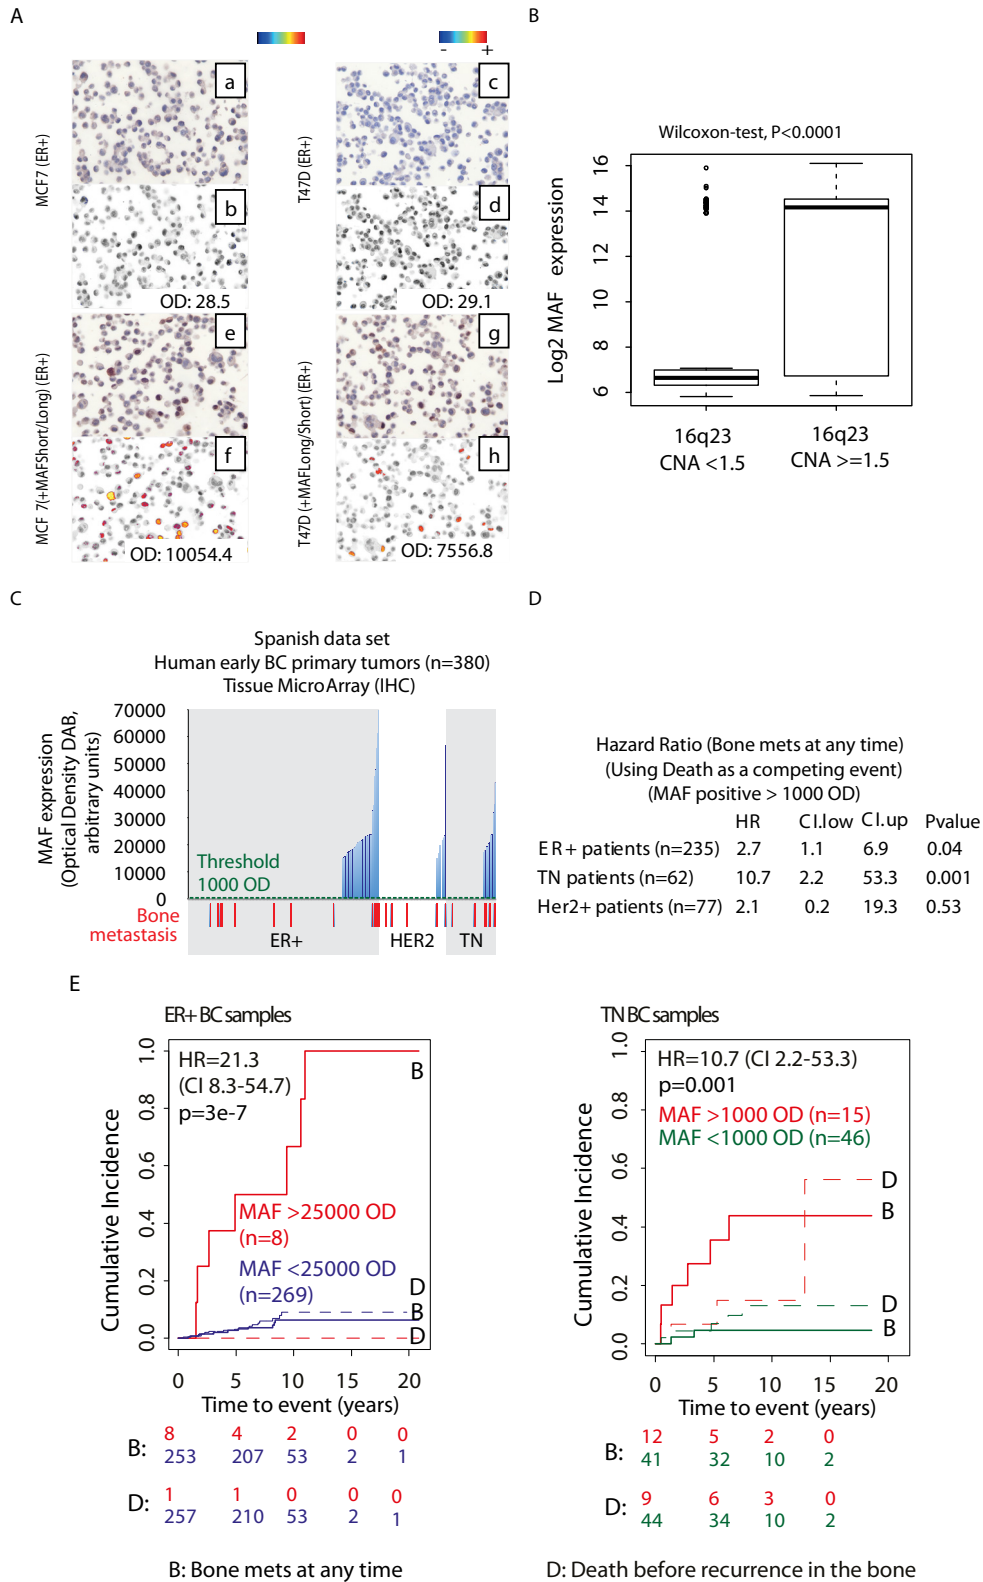 A
- +
a
b
OD: 28.5
MCF7 (ER+)
c
d
OD: 29.1
T47D (ER+)
e
f
OD: 10054.4
MCF 7(+MAFShort/Long) (ER+)
g
h
OD: 7556.8
T47D (+MAFLong/Short) (ER+)
B
Wilcoxon-test, P<0.0001
Log2 MAF expression
16
14
12
10
8
6
16q23
CNA <1.5
16q23
CNA >=1.5
C
Spanish data set
Human early BC primary tumors (n=380)
Tissue MicroArray (IHC)
MAF expression
(Optical Density DAB,
arbitrary units)
70000
60000
50000
40000
30000
20000
10000
0
Threshold
1000 OD
Bone
metastasis
ER+ HER2 TN
D
Hazard Ratio (Bone mets at any time)
(Using Death as a competing event)
(MAF positive > 1000 OD)
HR CI.low CI.up Pvalue
ER+ patients (n=235) 2.7 1.1 6.9 0.04
TN patients (n=62) 10.7 2.2 53.3 0.001
Her2+ patients (n=77) 2.1 0.2 19.3 0.53
E
ER+ BC samples
Cumulative Incidence
1.0
0.8
0.6
0.4
0.2
0.0
HR=21.3
(CI 8.3-54.7)
p=3e-7
B
MAF >25000 OD
(n=8)
MAF <25000 OD
(n=269)
D
B
D
0 5 10 15 20
Time to event (years)
B: 8 4 2 0 0
253 207 53 2 1
D: 1 1 0 0 0
257 210 53 2 1
B: Bone mets at any time
TN BC samples
Cumulative Incidence
1.0
0.8
0.6
0.4
0.2
0.0
HR=10.7 (CI 2.2-53.3)
p=0.001
MAF >1000 OD (n=15)
MAF <1000 OD (n=46)
D
B
D
B
0 5 10 15 20
Time to event (years)
B: 12 5 2 0
41 32 10 2
D: 9 6 3 0
44 34 10 2
D: Death before recurrence in the bone